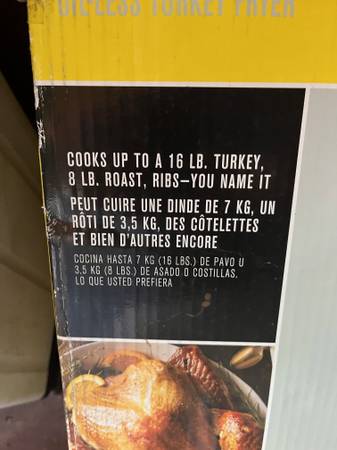 OIL-LESS TURKEY FRYER
COOKS UP TO A 16 LB. TURKEY,
8 LB. ROAST, RIBS—YOU NAME IT
PEUT CUIRE UNE DINDE DE 7 KG, UN
RÔTI DE 3,5 KG, DES CÔTELETTES
ET BIEN D'AUTRES ENCORE
COCINA HASTA 7 KG (16 LBS.) DE PAVO U
3,5 KG (8 LBS.) DE ASADO O COSTILLAS,
LO QUE USTED PREFIERA